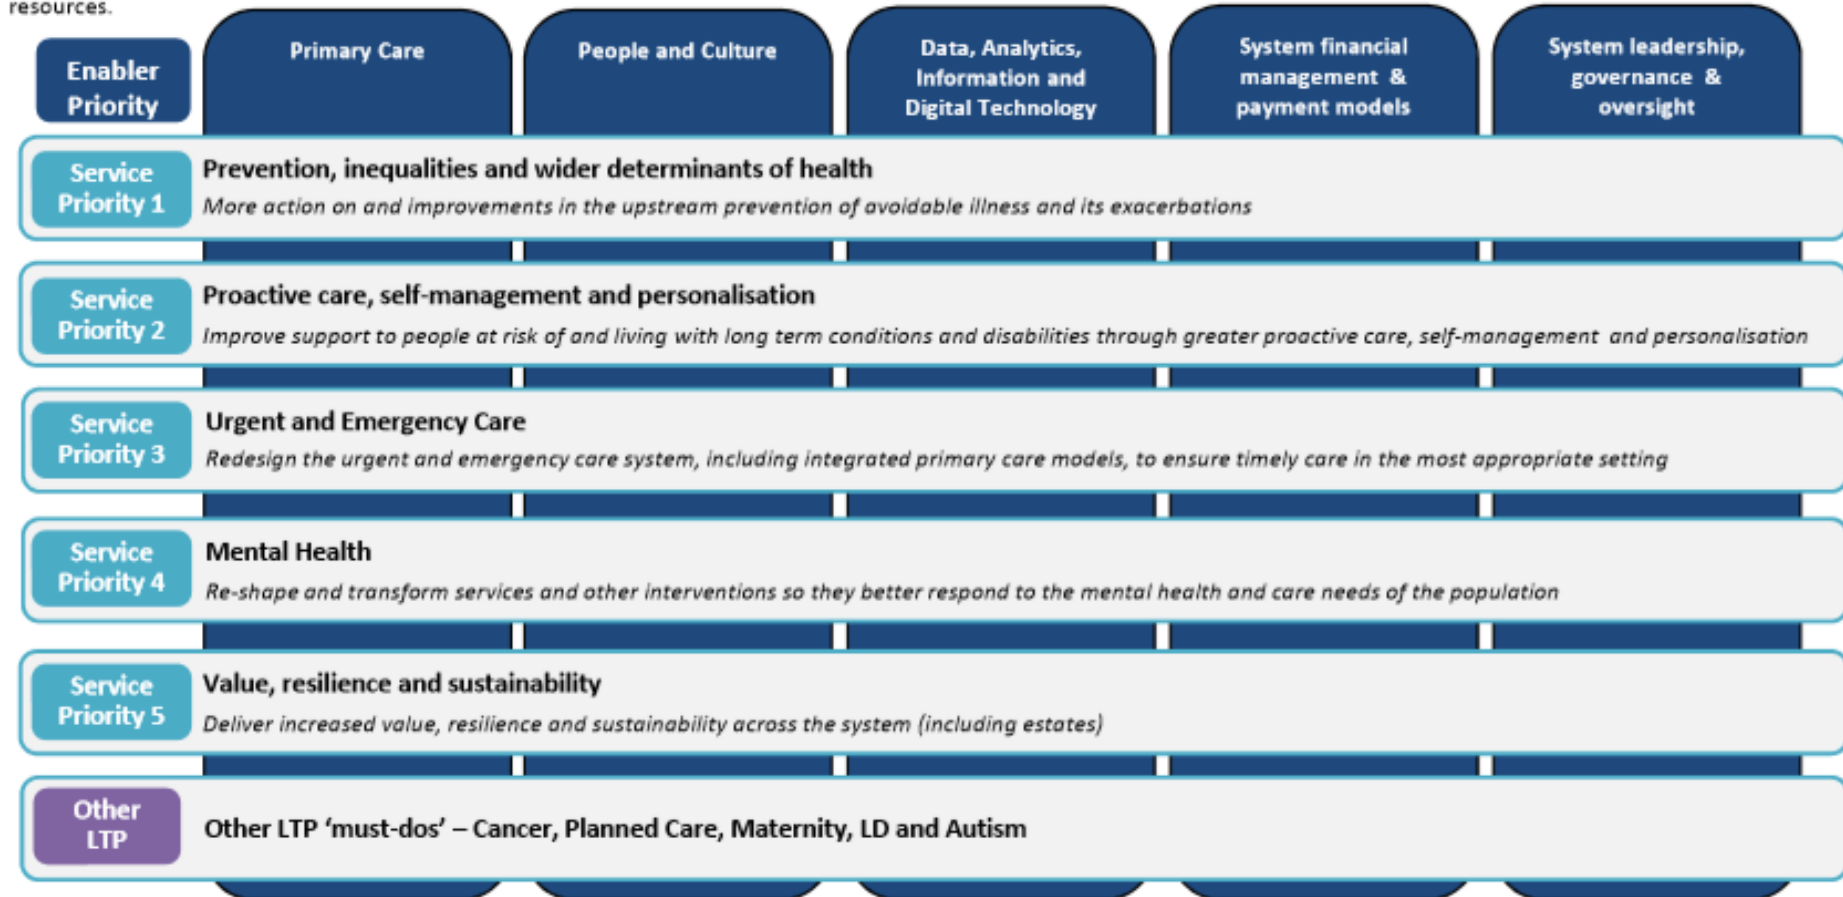 resources.
Enabler
Priority
Primary Care
People and Culture
Data, Analytics,
Information and
Digital Technology
System financial
management &
payment models
System leadership,
governance &
oversight
Service
Priority 1
Prevention, inequalities and wider determinants of health
More action on and improvements in the upstream prevention of avoidable illness and its exacerbations
Service
Priority 2
Proactive care, self-management and personalisation
Improve support to people at risk of and living with long term conditions and disabilities through greater proactive care, self-management and personalisation
Service
Priority 3
Urgent and Emergency Care
Redesign the urgent and emergency care system, including integrated primary care models, to ensure timely care in the most appropriate setting
Service
Priority 4
Mental Health
Re-shape and transform services and other interventions so they better respond to the mental health and care needs of the population
Service
Priority 5
Value, resilience and sustainability
Deliver increased value, resilience and sustainability across the system (including estates)
Other
LTP
Other LTP ‘must-dos’ – Cancer, Planned Care, Maternity, LD and Autism